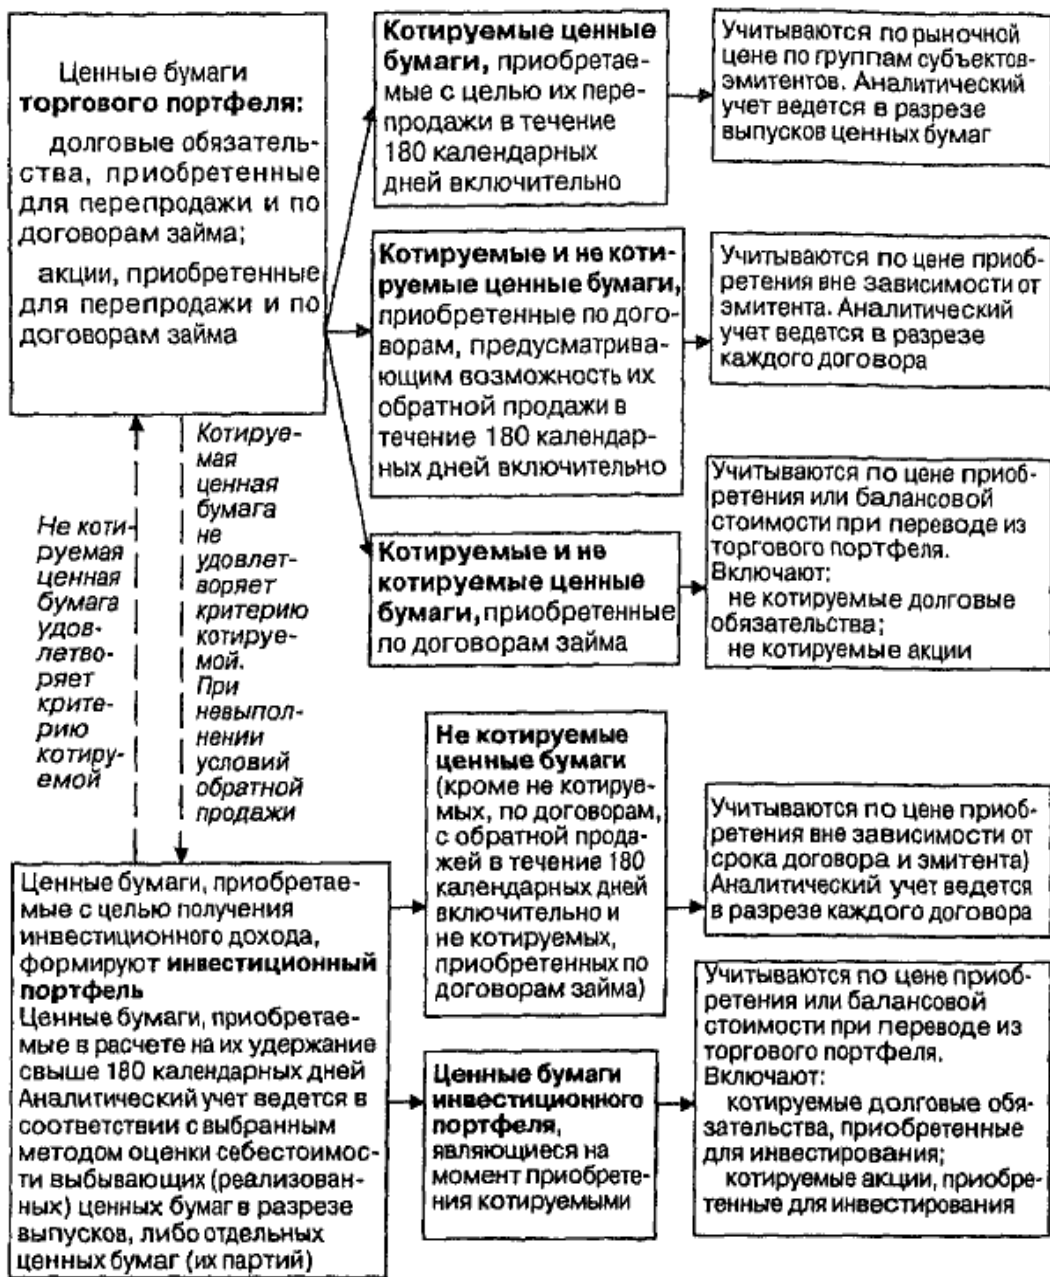 Ценные бумаги
торгового портфеля:
долговые обязатель-
ства, приобретенные
для перепродажи и по
договорам займа;
акции, приобретенные
для перепродажи и по
договорам займа
Котируемые ценные
бумаги, приобретае-
мые с целью их пере-
продажи в течение
180 календарных
дней включительно
Учитываются по рыночной
цене по группам субъектов-
эмитентов. Аналитический
учет ведется в разрезе
выпусков ценных бумаг
Котируемые и не коти-
руемые ценные бумаги,
приобретенные по дого-
ворам, предусматрива-
ющим возможность их
обратной продажи в
течение 180 календар-
ных дней включительно
Учитываются по цене приоб-
ретения вне зависимости от
эмитента. Аналитический
учет ведется в разрезе
каждого договора
Котируемые и не
котируемые ценные
бумаги, приобретенные
по договорам займа
Учитываются по цене приоб-
ретения или балансовой
стоимости при переводе из
торгового портфеля.
Включают:
не котируемые долговые
обязательства;
не котируемые акции
Не коти-
руемая
ценная
бумага
удов-
летво-
ряет
крите-
рию
котиру-
емой
Котируе-
мая
ценная
бумага
не
удовлет-
воряет
критерию
котируе-
мой.
При
невыпол-
нении
условий
обратной
продажи
Ценные бумаги, приобретае-
мые с целью получения
инвестиционного дохода,
формируют инвестиционный
портфель
Ценные бумаги, приобретае-
мые в расчете на их удержание
свыше 180 календарных дней
Аналитический учет ведется в
соответствии с выбранным
методом оценки себестоимос-
ти выбывающих (реализован-
ных) ценных бумаг в разрезе
выпусков, либо отдельных
ценных бумаг (их партий)
Не котируемые
ценные бумаги
(кроме не котируе-
мых, по договорам,
с обратной прода-
жей в течение 180
календарных дней
включительно и
не котируемых,
приобретенных по
договорам займа)
Учитываются по цене приоб-
ретения вне зависимости от
срока договора и эмитента)
Аналитический учет ведется
в разрезе каждого договора
Ценные бумаги
инвестиционного
портфеля,
являющиеся на
момент приобрете-
ния котируемыми
Учитываются по цене приоб-
ретения или балансовой
стоимости при переводе из
торгового портфеля.
Включают:
котируемые долговые обя-
зательства, приобретенные
для инвестирования;
котируемые акции, приобре-
тенные для инвестирования